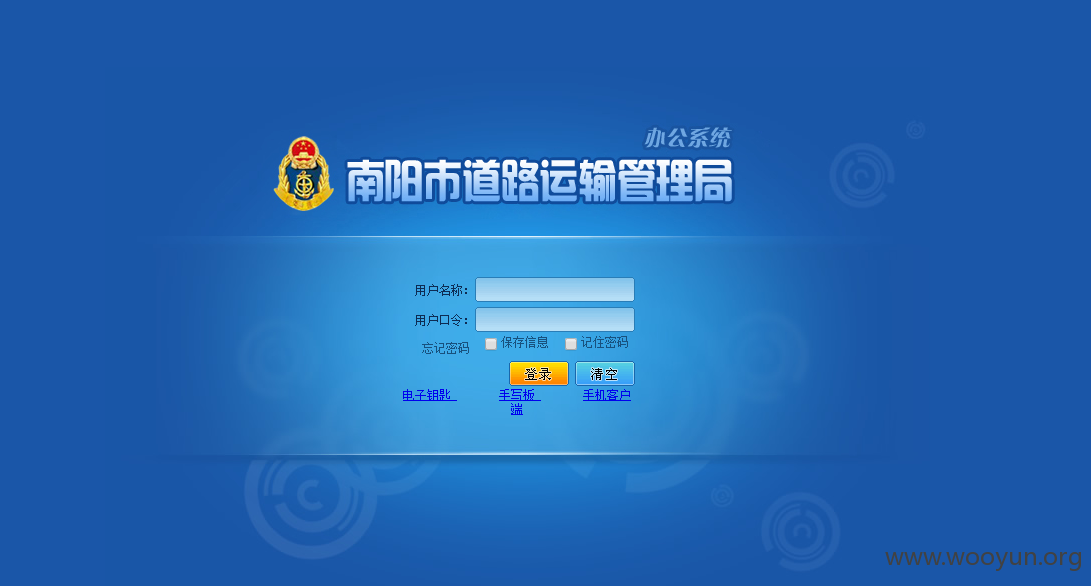 办公系统
南阳市道路运输管理局
用户名称：
用户口令：
忘记密码 保存信息 记住密码
登录 清空
电子钥匙 手写板 手机客户
端
www.wooyun.org